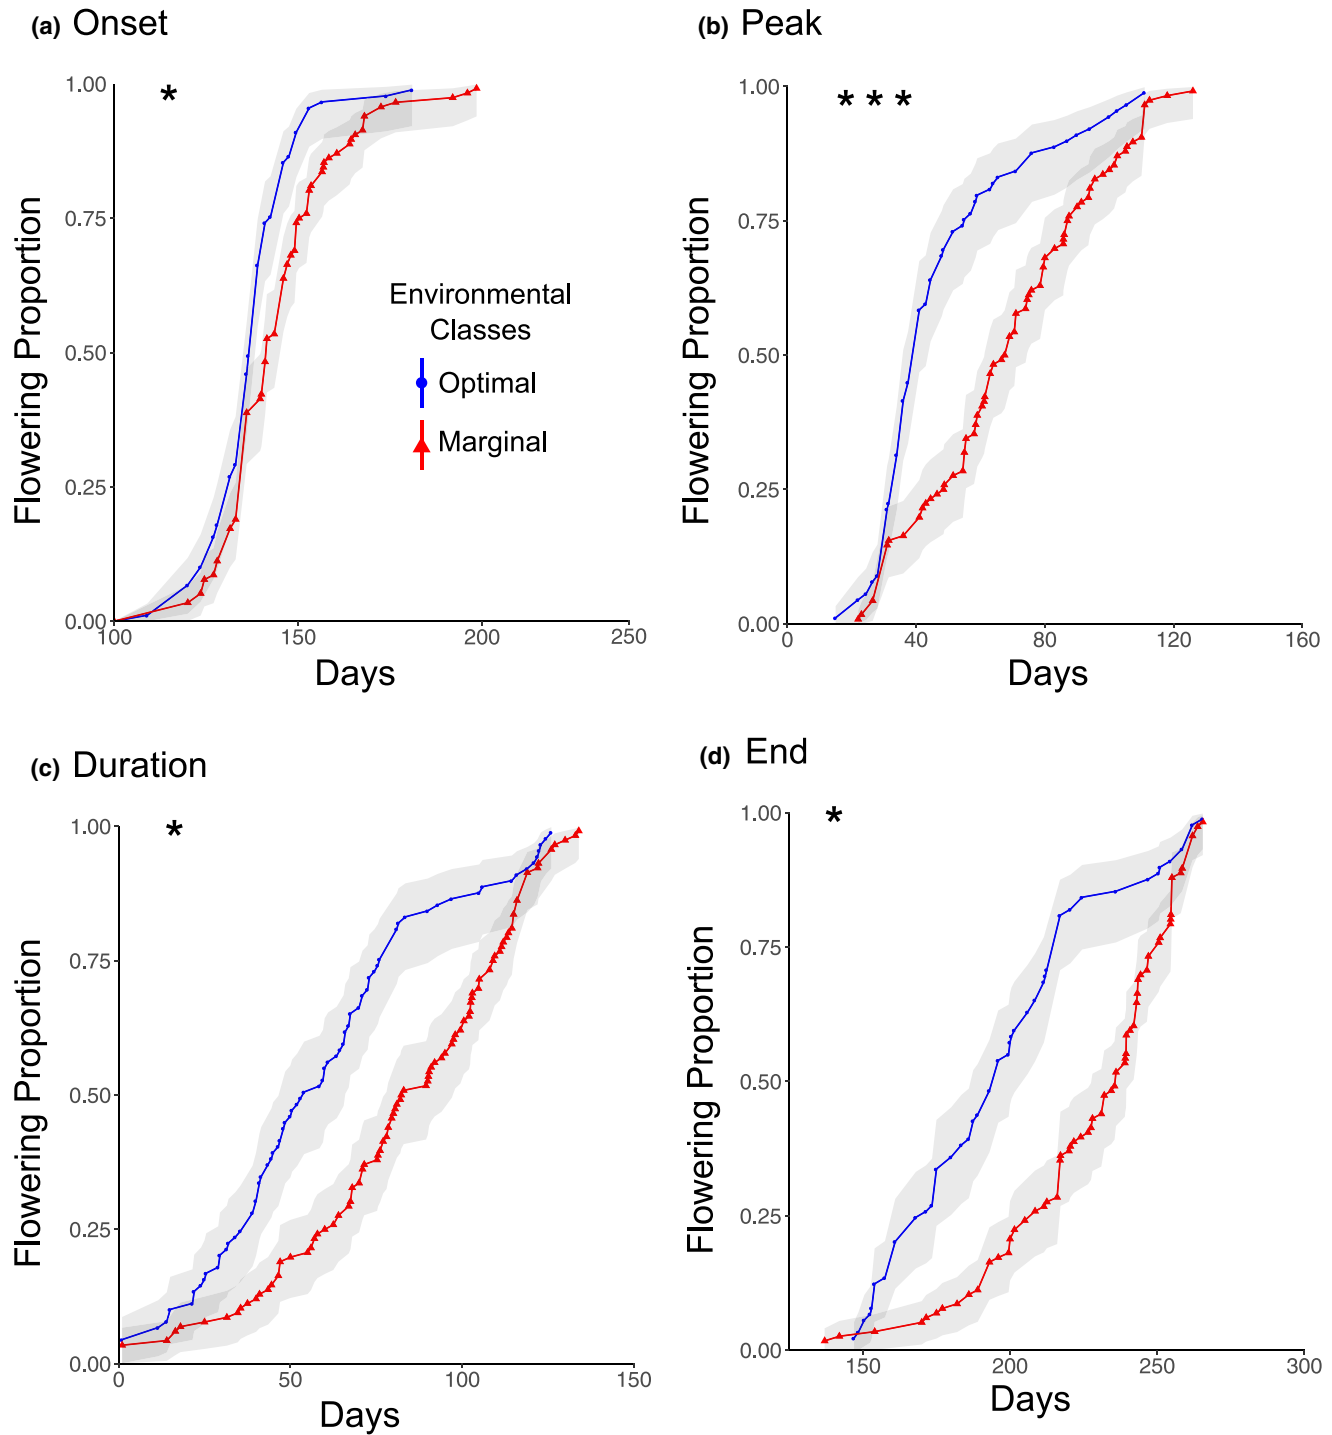 (a) Onset
*
1.00
0.75
0.50
0.25
0.00
100 150 200 250
Flowering Proportion
Days
Environmental
Classes
Optimal
Marginal
(b) Peak
* * *
1.00
0.75
0.50
0.25
0.00
0 40 80 120 160
Flowering Proportion
Days
(c) Duration
*
1.00
0.75
0.50
0.25
0.00
0 50 100 150
Flowering Proportion
Days
(d) End
*
1.00
0.75
0.50
0.25
0.00
150 200 250 300
Flowering Proportion
Days